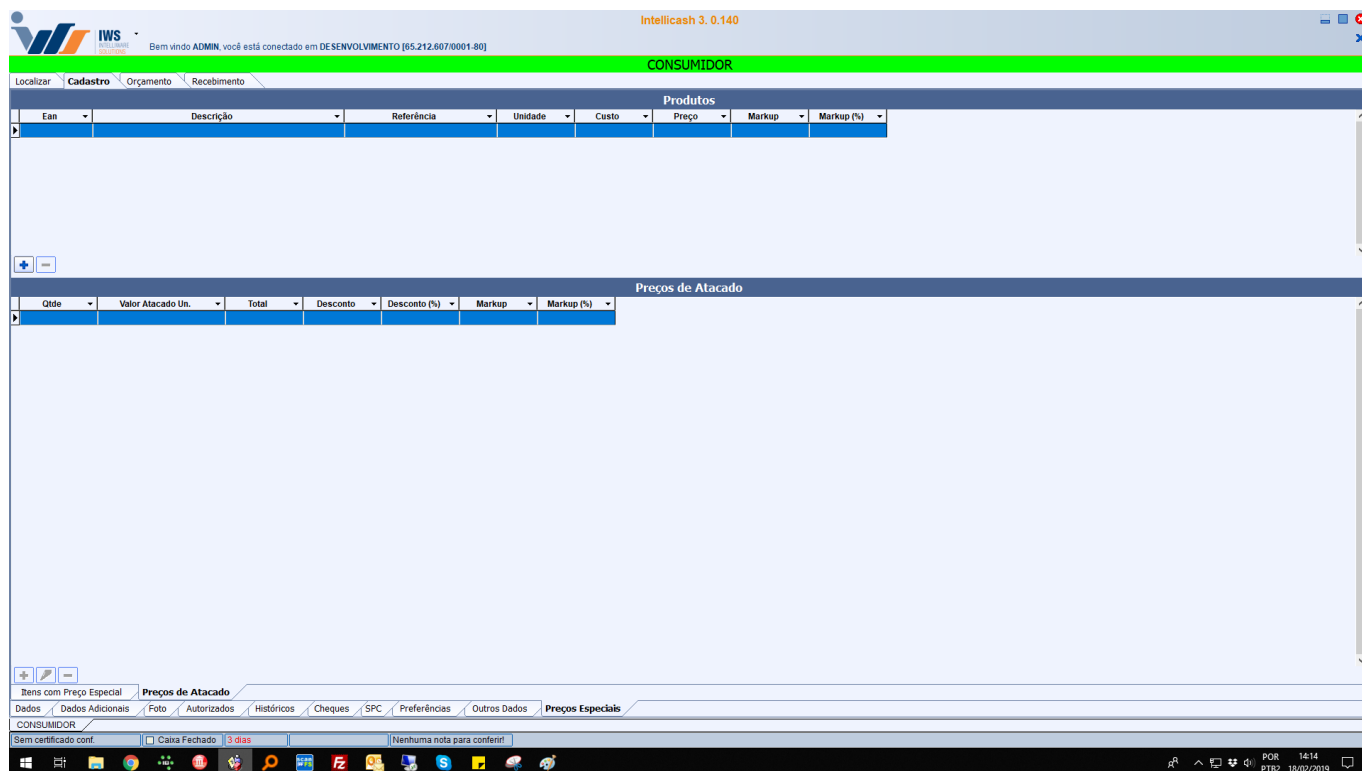 Intellicash 3. 0.140
IWS
INTELLIWARE
SOLUTIONS
Bem vindo ADMIN, você está conectado em DESENVOLVIMENTO [65.212.607/0001-80]
CONSUMIDOR
Localizar Cadastro Orçamento Recebimento
Produtos
Ean Descrição Referência Unidade Custo Preço Markup Markup (%)
Preços de Atacado
Qtde Valor Atacado Un. Total Desconto Desconto (%) Markup Markup (%)
Itens com Preço Especial Preços de Atacado
Dados Dados Adicionais Foto Autorizados Históricos Cheques SPC Preferências Outros Dados Preços Especiais
CONSUMIDOR
Sem certificado conf. Caixa Fechado 3 dias Nenhuma nota para conferir!
POR 14:14
PTB2 18/02/2019